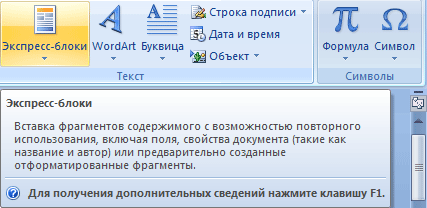 Экспресс-блоки WordArt Буквица Строка подписи Дата и время Объект Формула Символ
Текст Символы
Экспресс-блоки
Вставка фрагментов содержимого с возможностью повторного
использования, включая поля, свойства документа (такие как
название и автор) или предварительно созданные
отформатированные фрагменты.
Для получения дополнительных сведений нажмите клавишу F1.